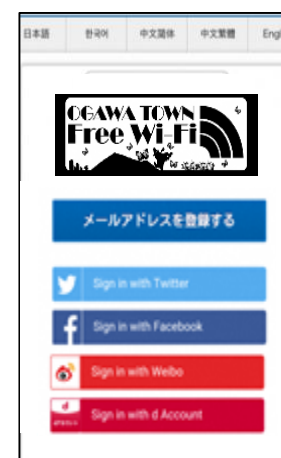 日本語 한국어 中文简体 中文繁體 Engl
OGAWA TOWN
Free Wi-Fi
メールアドレスを登録する
Sign in with Twitter
Sign in with Facebook
Sign in with Weibo
d
Sign in with d Account